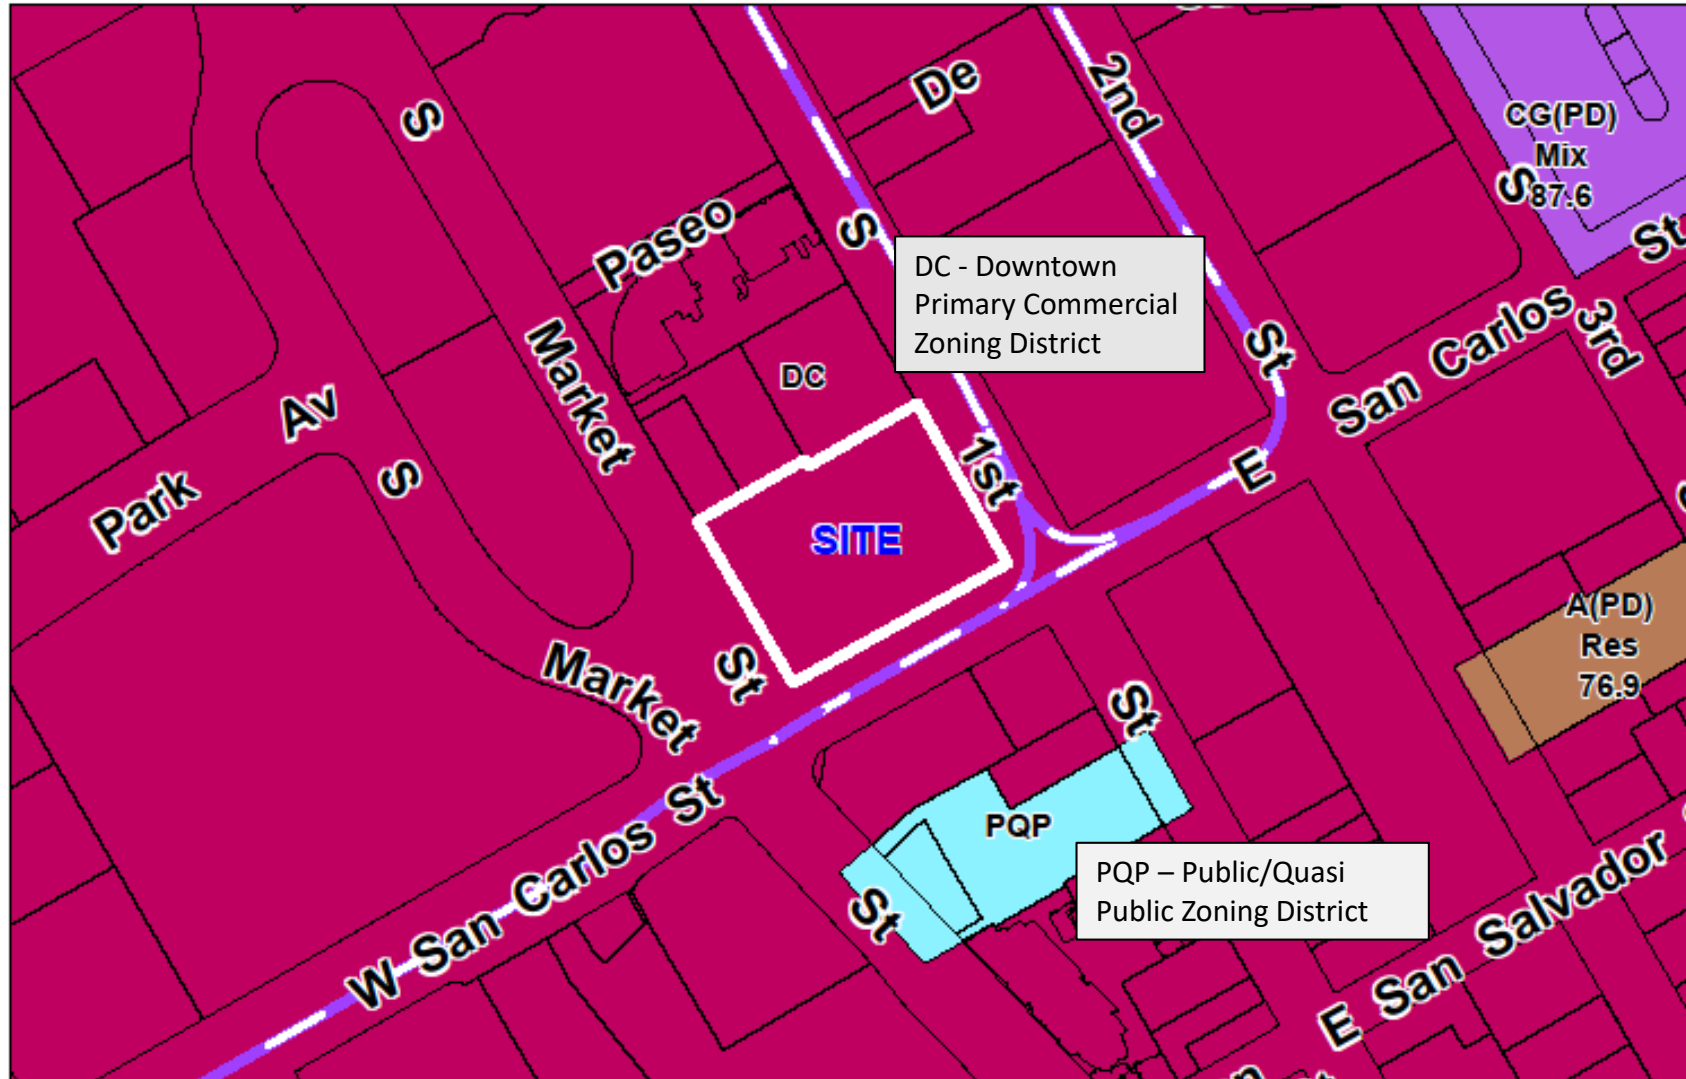 De
2nd
S
CG(PD)
Mix
87.6
S
St
S
Paseo
S
DC - Downtown
Primary Commercial
Zoning District
San Carlos
3rd
St
Market
DC
Av
S
Park
1st
E
SITE
A(PD)
Res
76.9
Market
St
St
St
PQP
W San Carlos
St
PQP – Public/Quasi
Public Zoning District
E San Salvador